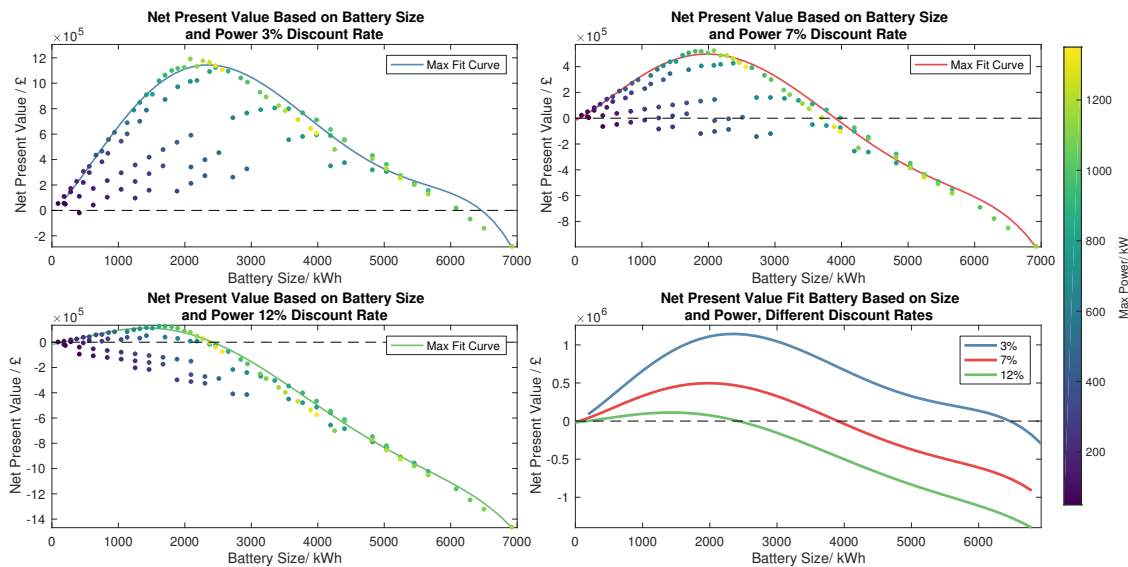 Net Present Value Based on Battery Size
and Power 3% Discount Rate
×10^5
12
10
8
6
4
2
0
-2
Net Present Value / £
Max Fit Curve
0 1000 2000 3000 4000 5000 6000 7000
Battery Size/ kWh
Net Present Value Based on Battery Size
and Power 7% Discount Rate
×10^5
4
2
0
-2
-4
-6
-8
Net Present Value / £
Max Fit Curve
0 1000 2000 3000 4000 5000 6000 7000
Battery Size/ kWh
Net Present Value Based on Battery Size
and Power 12% Discount Rate
×10^5
0
-2
-4
-6
-8
-10
-12
-14
Net Present Value / £
Max Fit Curve
0 1000 2000 3000 4000 5000 6000 7000
Battery Size/ kWh
Net Present Value Fit Battery Based on Size
and Power, Different Discount Rates
×10^6
1
0.5
0
-0.5
-1
Net Present Value / £
3%
7%
12%
0 1000 2000 3000 4000 5000 6000
Battery Size/ kWh
1200
1000
800
600
400
200
Max Power/ kW